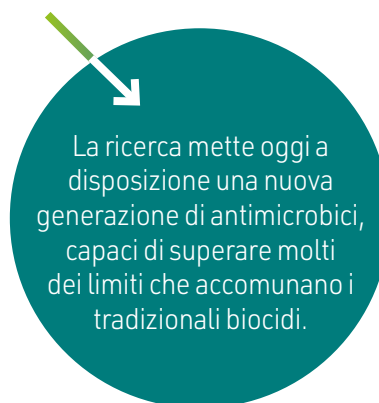 La ricerca mette oggi a
disposizione una nuova
generazione di antimicrobici,
capaci di superare molti
dei limiti che accomunano i
tradizionali biocidi.